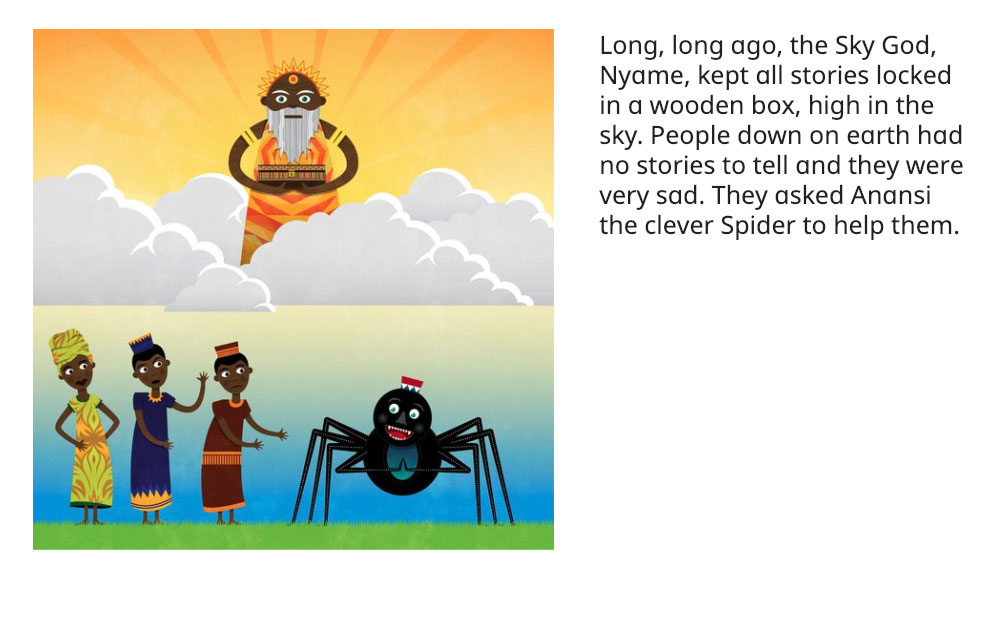 Long, long ago, the Sky God,
Nyame, kept all stories locked
in a wooden box, high in the
sky. People down on earth had
no stories to tell and they were
very sad. They asked Anansi
the clever Spider to help them.